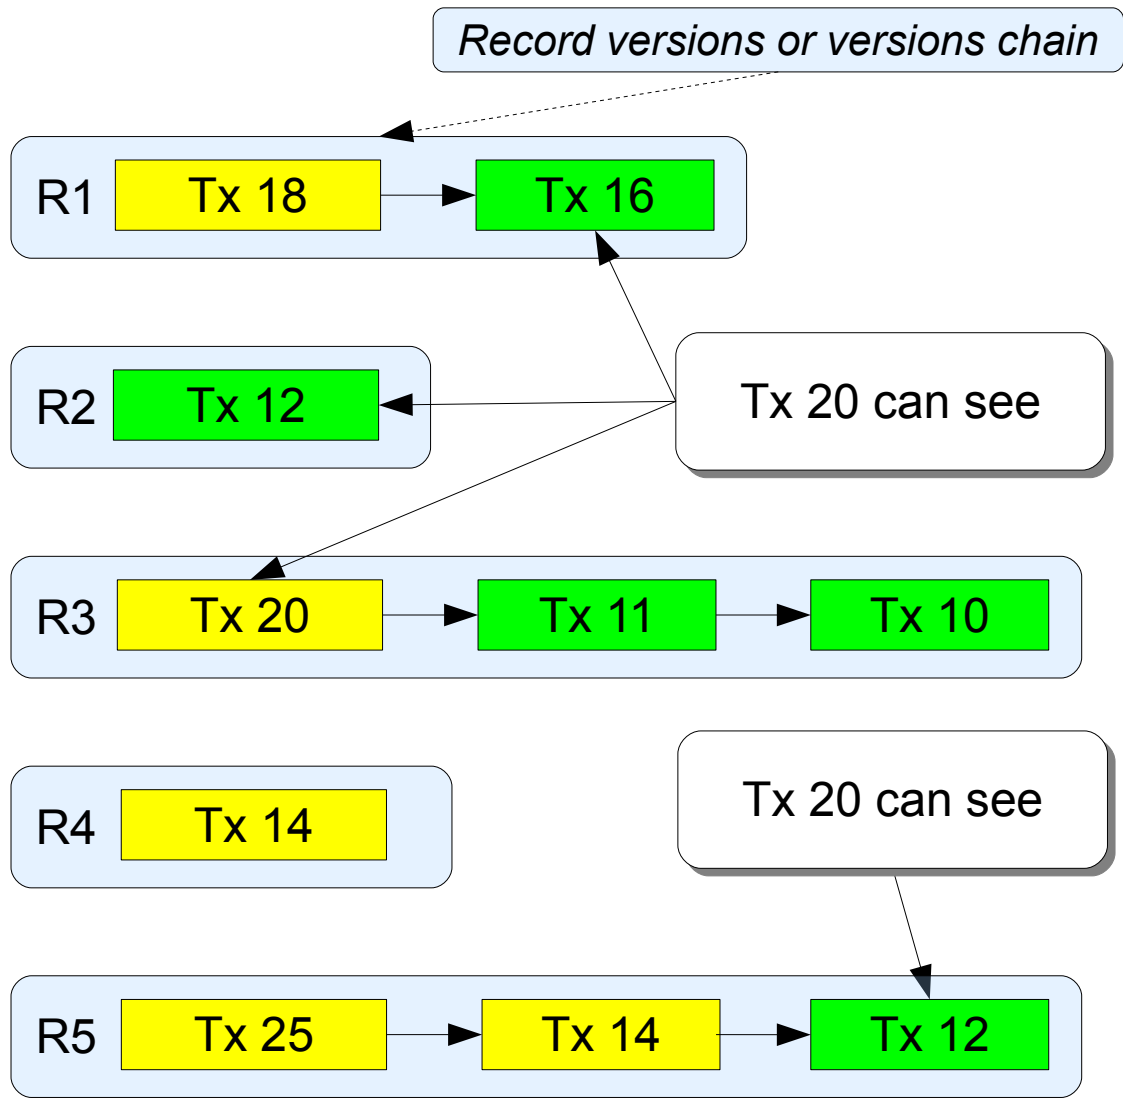 Record versions or versions chain
R1 Tx 18 Tx 16
R2 Tx 12
Tx 20 can see
R3 Tx 20 Tx 11 Tx 10
R4 Tx 14
Tx 20 can see
R5 Tx 25 Tx 14 Tx 12